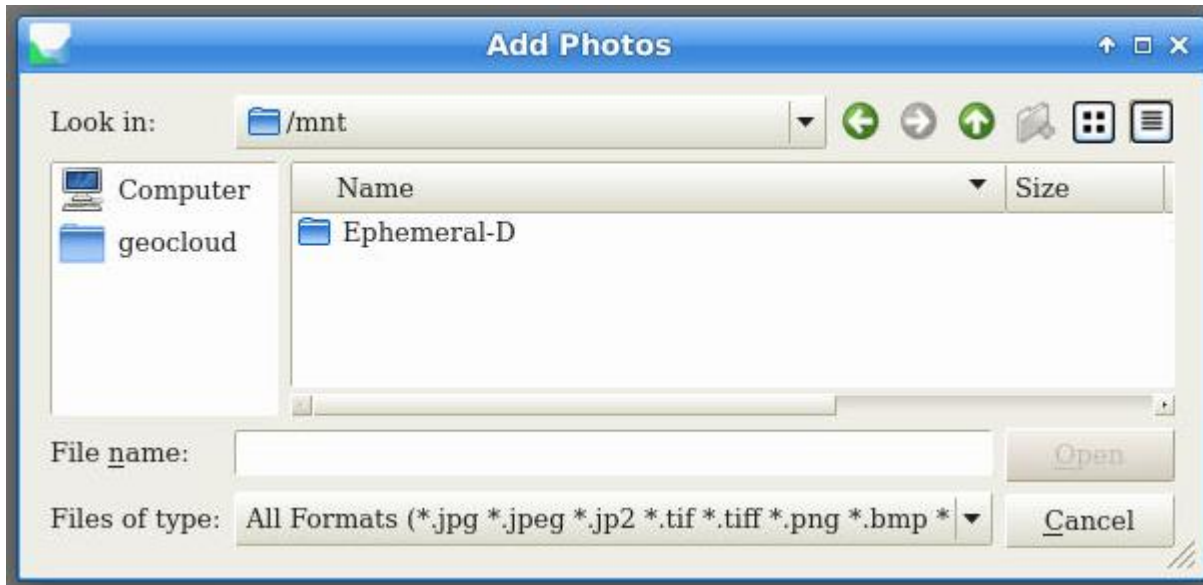 Add Photos
Look in: /mnt
Computer
geocloud
Name Size
Ephemeral-D
File name: Open
Files of type: All Formats (*.jpg *.jpeg *.jp2 *.tif *.tiff *.png *.bmp * Cancel